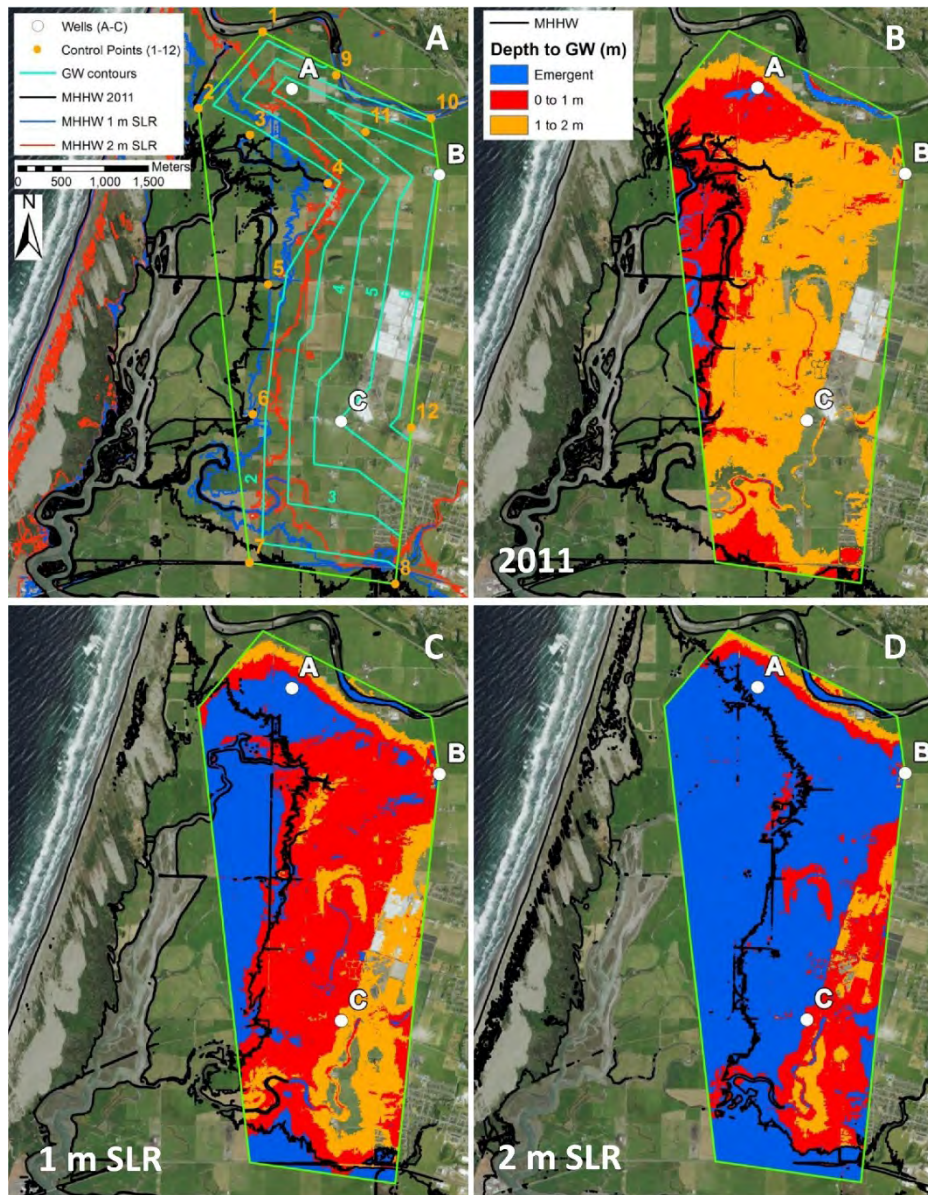 A
Wells (A-C)
Control Points (1-12)
GW contours
MHHW 2011
MHHW 1 m SLR
MHHW 2 m SLR
Meters
0 500 1,000 1,500
N
1
9
A
2
10
3
11
B
4
5
4
5
6
6
C
12
2
3
7
8
B
MHHW
Depth to GW (m)
Emergent
0 to 1 m
1 to 2 m
A
B
C
2011
C
A
B
C
1 m SLR
D
A
B
C
2 m SLR